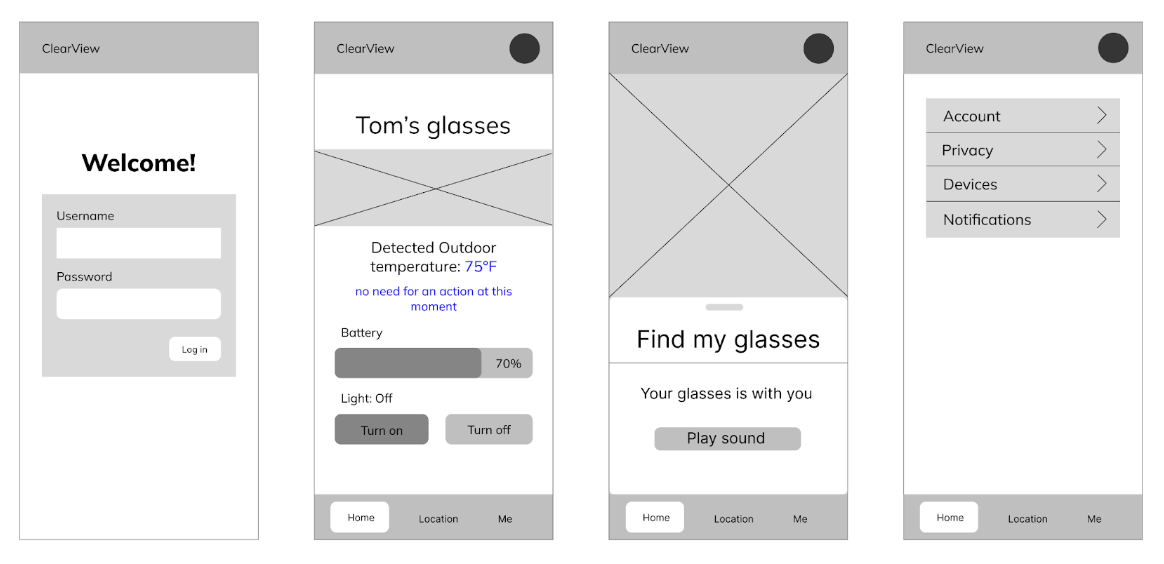 ClearView
Welcome!
Username
Password
Log in
ClearView
Tom’s glasses
Detected Outdoor
temperature: 75°F
no need for an action at this
moment
Battery
70%
Light: Off
Turn on
Turn off
Home
Location
Me
ClearView
Find my glasses
Your glasses is with you
Play sound
Home
Location
Me
ClearView
Account
Privacy
Devices
Notifications
Home
Location
Me